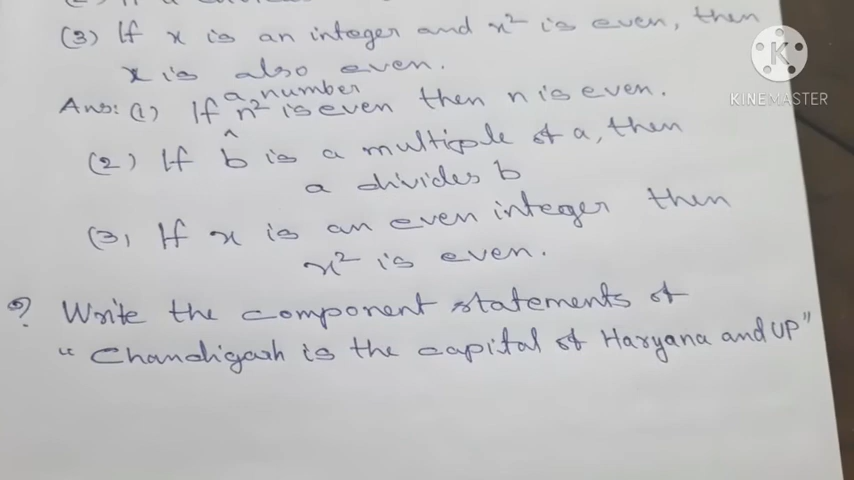 (3) If x is an integer and x² is even, then
x is also even.
Ans: (1) If n² is even then n is even.
a number
^
(2) If b is a multiple of a, then
a divides b
(3) If x is an even integer then
x² is even.
? Write the component statements of
"Chandigarh is the capital of Haryana and UP"
K
KINEMASTER